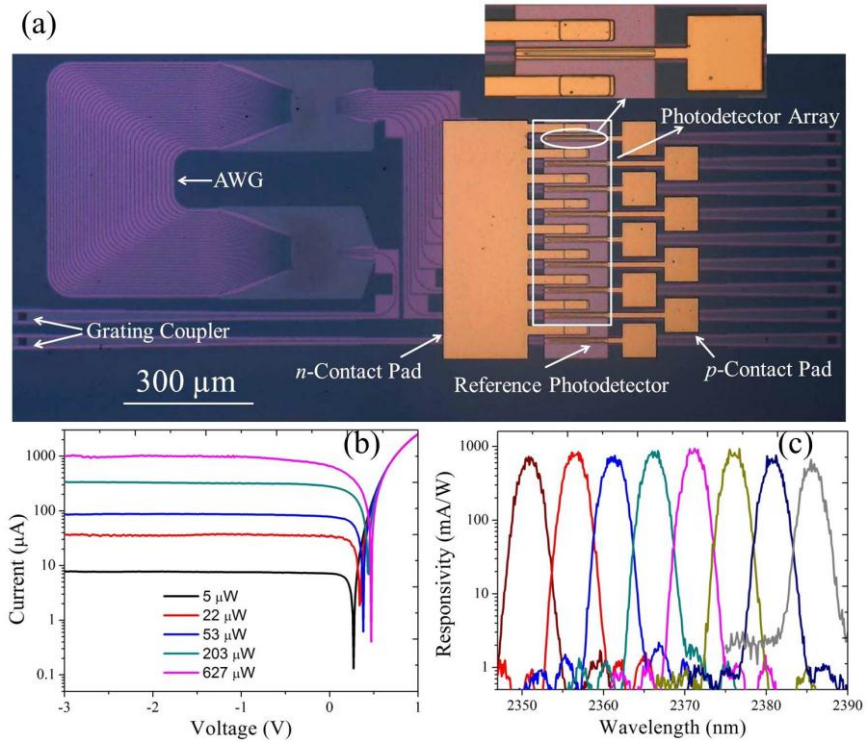 (a)
Photodetector Array
AWG
Grating Coupler
n-Contact Pad
Reference Photodetector
p-Contact Pad
300 µm
(b)
Current (µA)
1000
100
10
1
0.1
5 µW
22 µW
53 µW
203 µW
627 µW
-3
-2
-1
0
1
Voltage (V)
(c)
Responsivity (mA/W)
1000
100
10
1
2350
2360
2370
2380
2390
Wavelength (nm)